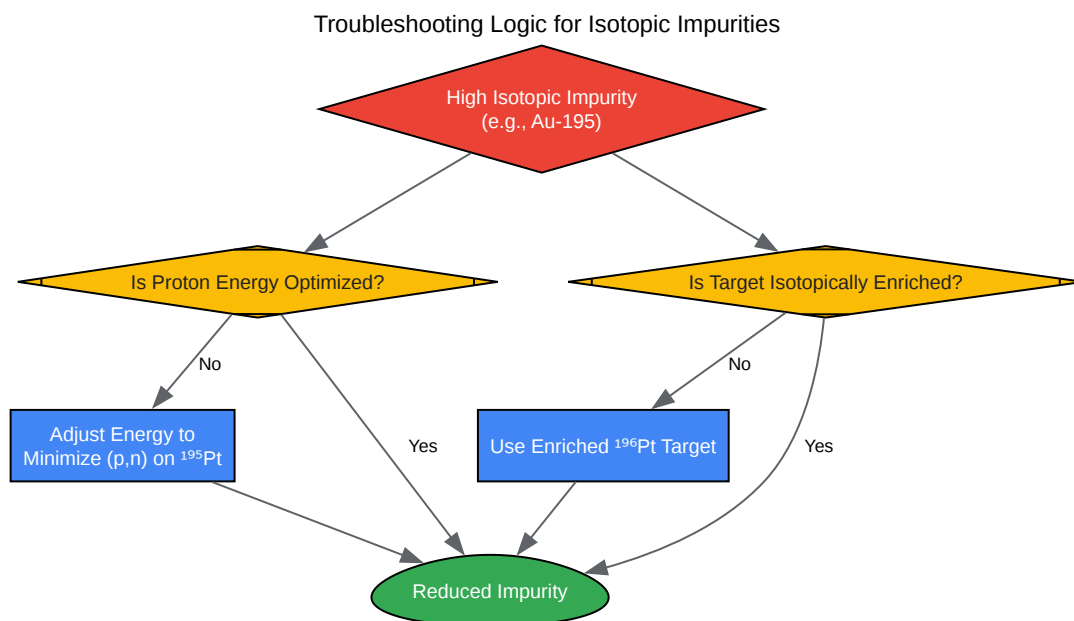 Troubleshooting Logic for Isotopic Impurities
High Isotopic Impurity
(e.g., Au-195)
Is Proton Energy Optimized?
Is Target Isotopically Enriched?
No
No
Adjust Energy to
Minimize (p,n) on ¹⁹⁵Pt
Yes
Use Enriched ¹⁹⁶Pt Target
Yes
Reduced Impurity